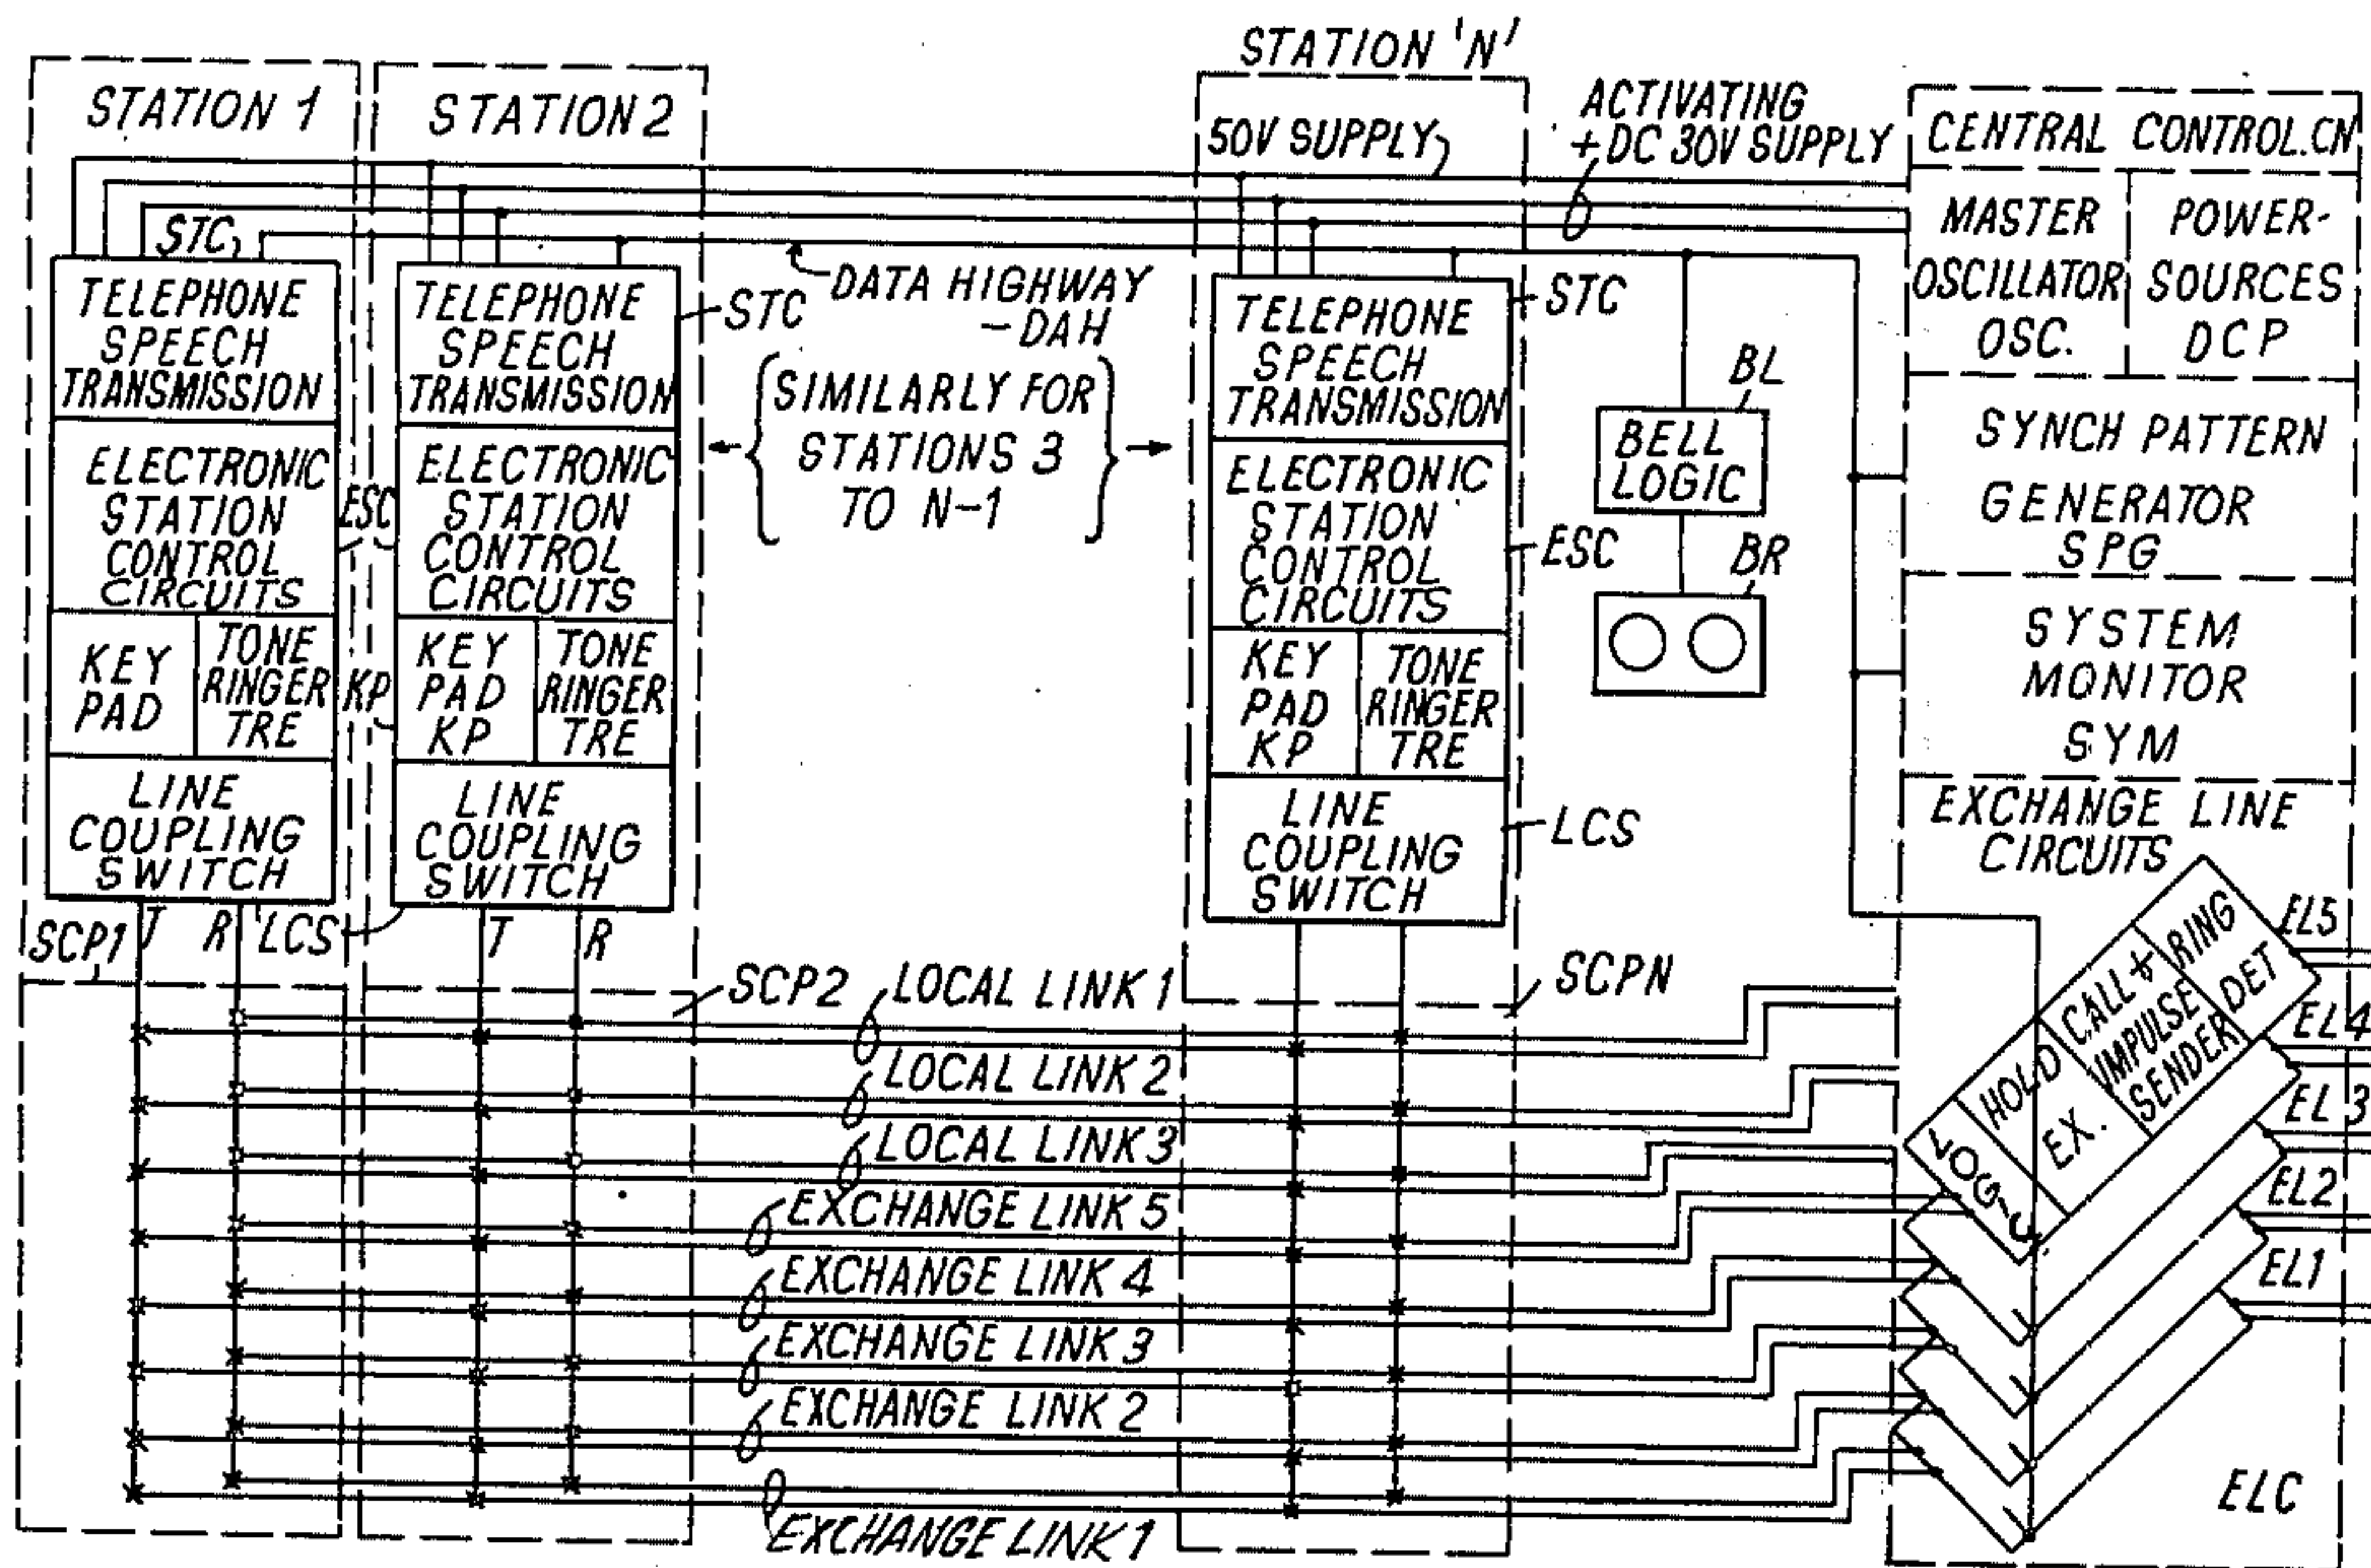 STATION 1
STATION 2
STATION 'N'
50V SUPPLY
ACTIVATING
+DC 30V SUPPLY
CENTRAL CONTROL.CN
MASTER
OSCILLATOR
OSC.
POWER-
SOURCES
DCP
SYNCH PATTERN
GENERATOR
SPG
SYSTEM
MONITOR
SYM
EXCHANGE LINE
CIRCUITS
STC
TELEPHONE
SPEECH
TRANSMISSION
ELECTRONIC
STATION
CONTROL
CIRCUITS
ESC
KEY
PAD
TONE
RINGER
TRE
KP
LINE
COUPLING
SWITCH
T
R
LCS
SCP1
TELEPHONE
SPEECH
TRANSMISSION
STC
ELECTRONIC
STATION
CONTROL
CIRCUITS
KEY
PAD
KP
TONE
RINGER
TRE
LINE
COUPLING
SWITCH
T
R
SCP2
DATA HIGHWAY
-DAH
SIMILARLY FOR
STATIONS 3
TO N-1
TELEPHONE
SPEECH
TRANSMISSION
STC
ELECTRONIC
STATION
CONTROL
CIRCUITS
ESC
KEY
PAD
KP
TONE
RINGER
TRE
LINE
COUPLING
SWITCH
LCS
SCPN
BL
BELL
LOGIC
BR
LOCAL LINK 1
LOCAL LINK 2
LOCAL LINK 3
EXCHANGE LINK 5
EXCHANGE LINK 4
EXCHANGE LINK 3
EXCHANGE LINK 2
EXCHANGE LINK 1
LOGIC
HOLD
EX.
CALL &
IMPULSE
SENDER
RING
DET
EL5
EL4
EL3
EL2
EL1
ELC